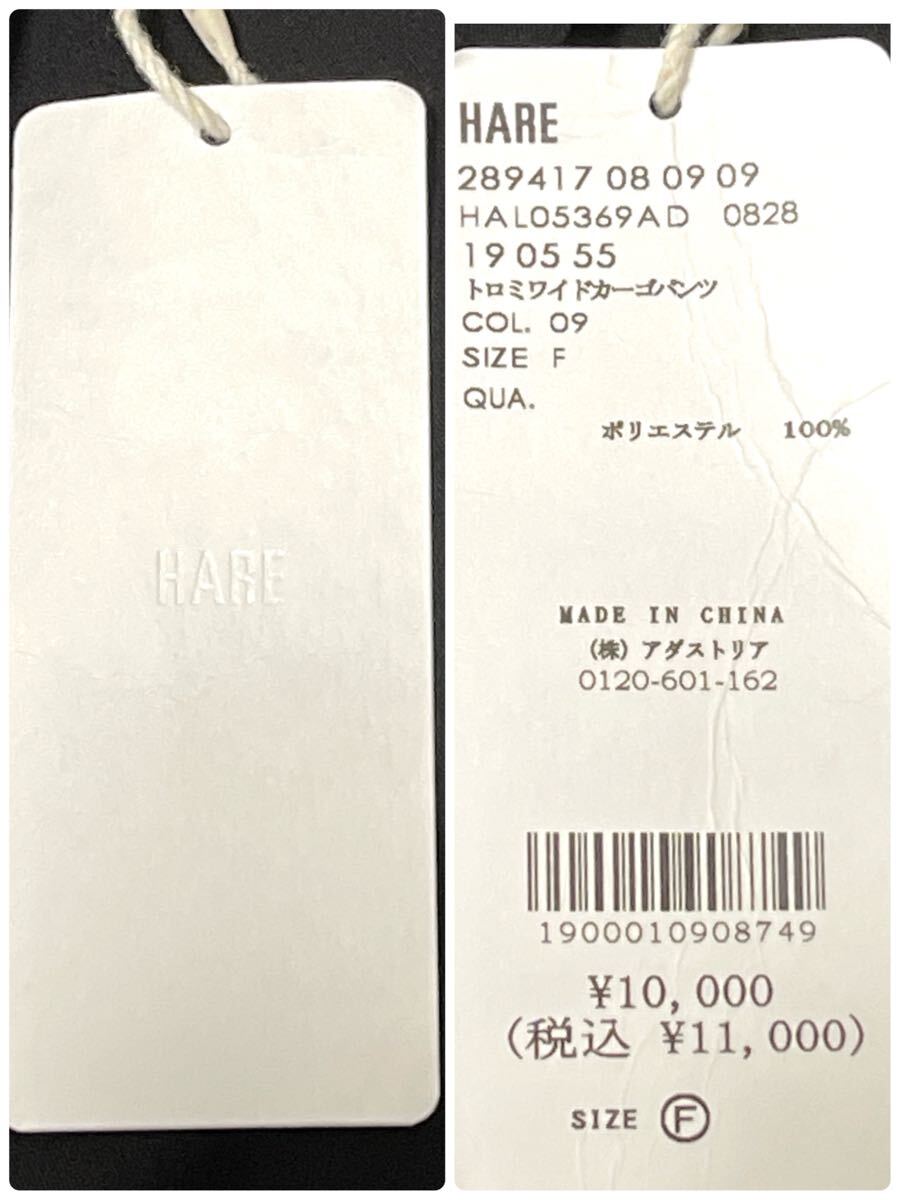 HARE
HARE
289417 08 09 09
HAL05369AD 0828
19 05 55
トロミワイドカーゴパンツ
COL. 09
SIZE F
QUA.
ポリエステル 100%
MADE IN CHINA
(株) アダストリア
0120-601-162
1900010908749
¥10,000
(税込 ¥11,000)
SIZE F